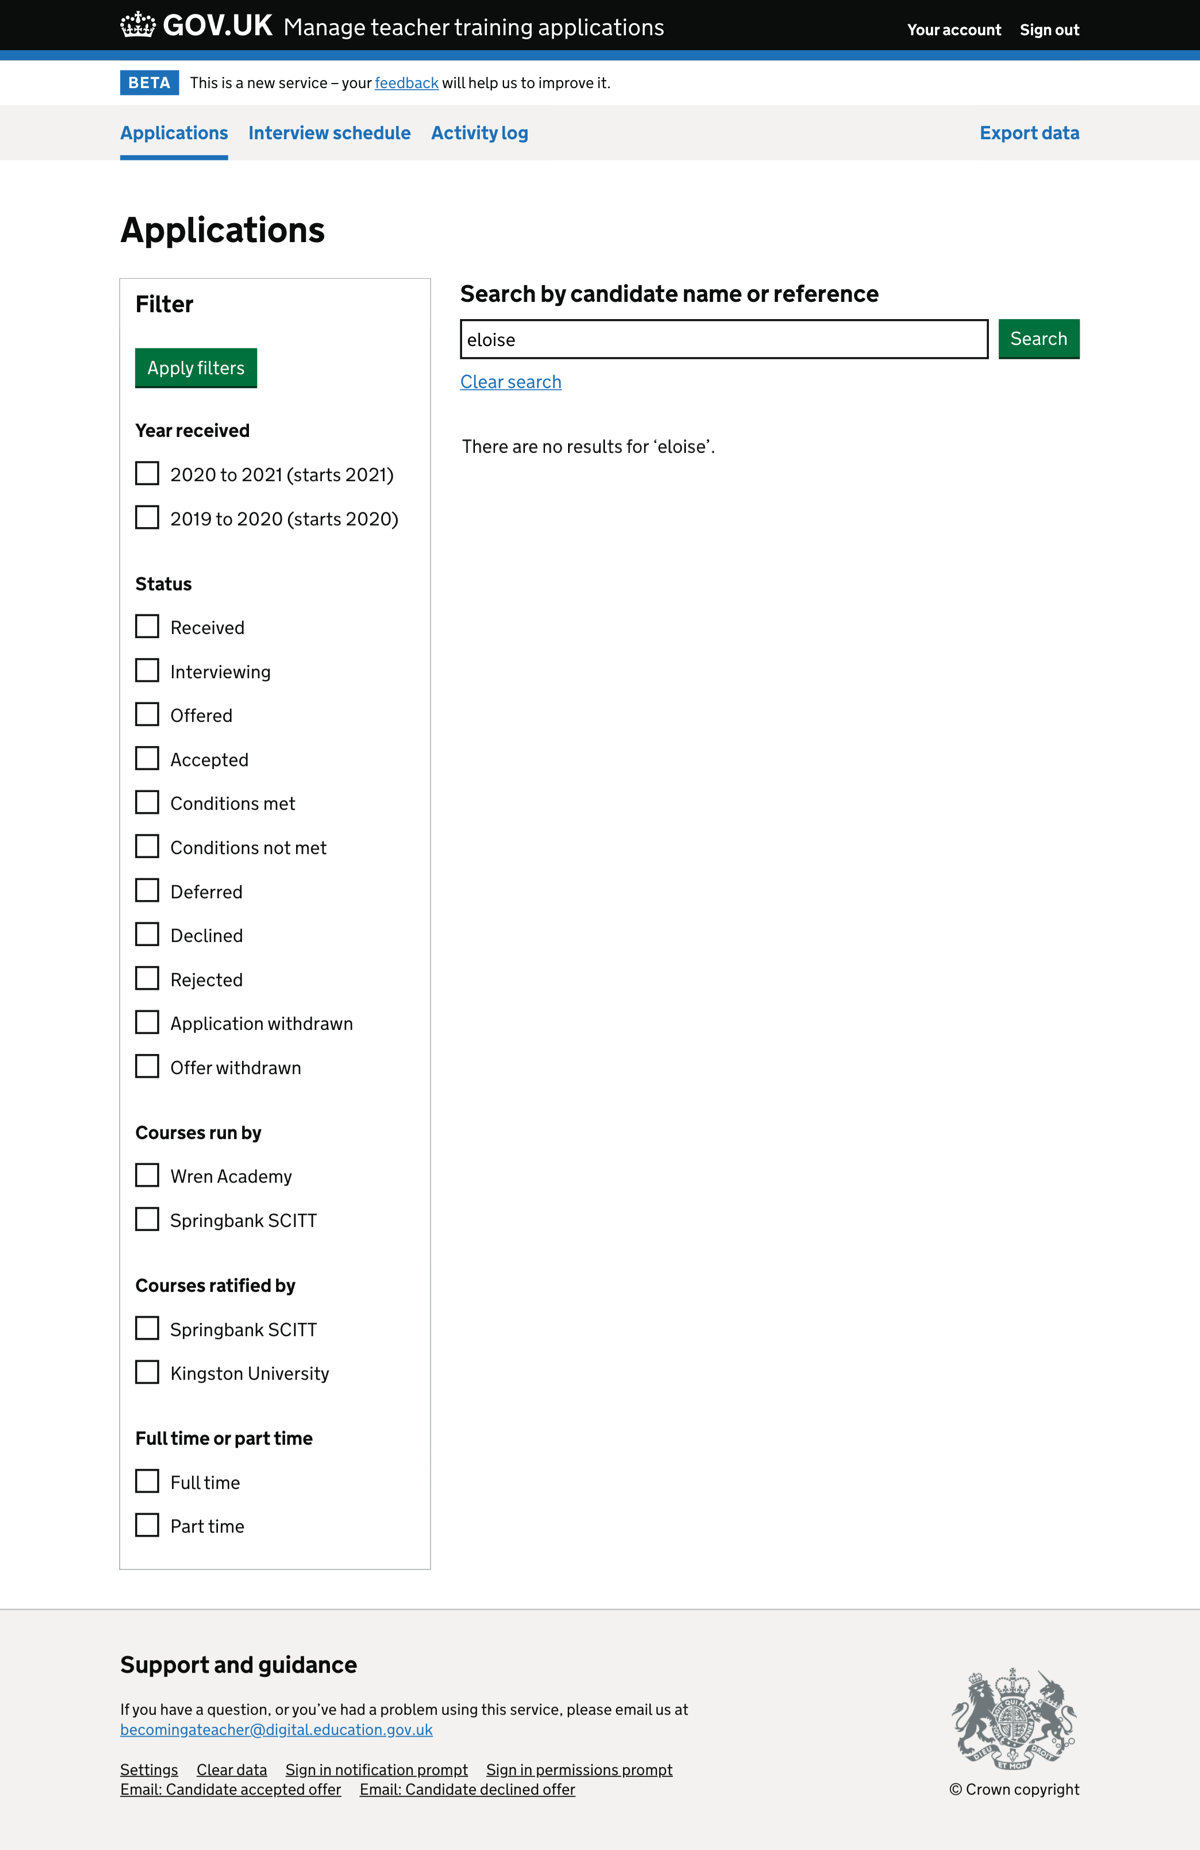 GOV.UK Manage teacher training applications
Your account Sign out
BETA This is a new service – your feedback will help us to improve it.
Applications Interview schedule Activity log Export data
Applications
Filter
Apply filters
Year received
2020 to 2021 (starts 2021)
2019 to 2020 (starts 2020)
Status
Received
Interviewing
Offered
Accepted
Conditions met
Conditions not met
Deferred
Declined
Rejected
Application withdrawn
Offer withdrawn
Courses run by
Wren Academy
Springbank SCITT
Courses ratified by
Springbank SCITT
Kingston University
Full time or part time
Full time
Part time
Search by candidate name or reference
eloise
Search
Clear search
There are no results for ‘eloise’.
Support and guidance
If you have a question, or you’ve had a problem using this service, please email us at
becomingateacher@digital.education.gov.uk
Settings Clear data Sign in notification prompt Sign in permissions prompt
Email: Candidate accepted offer Email: Candidate declined offer
DIEU ET MON DROIT
© Crown copyright